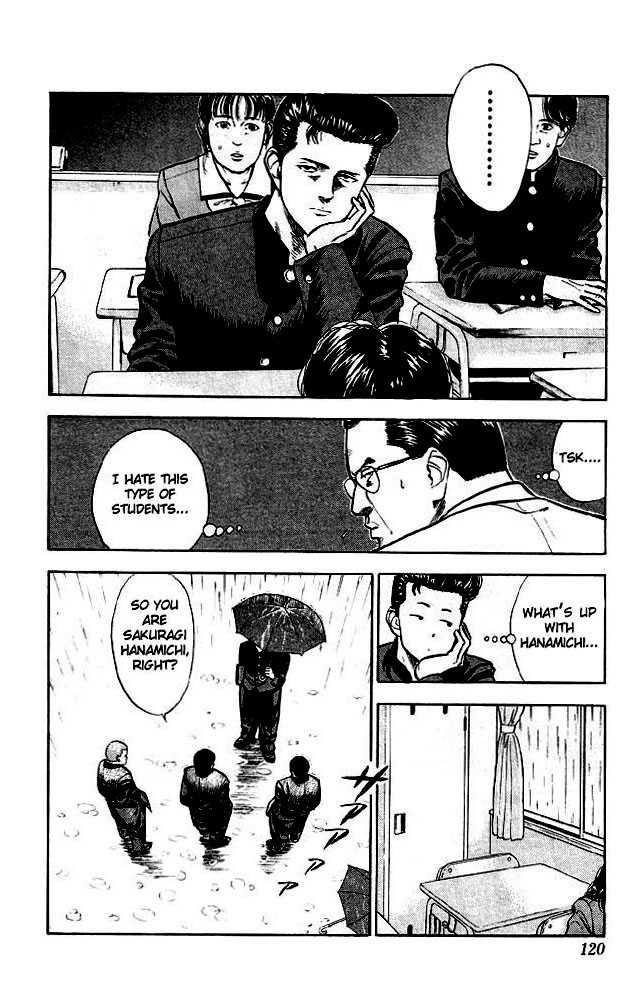 ..........
TSK....
I HATE THIS
TYPE OF
STUDENTS...
WHAT'S UP
WITH
HANAMICHI...
SO YOU
ARE
SAKURAGI
HANAMICHI,
RIGHT?
120